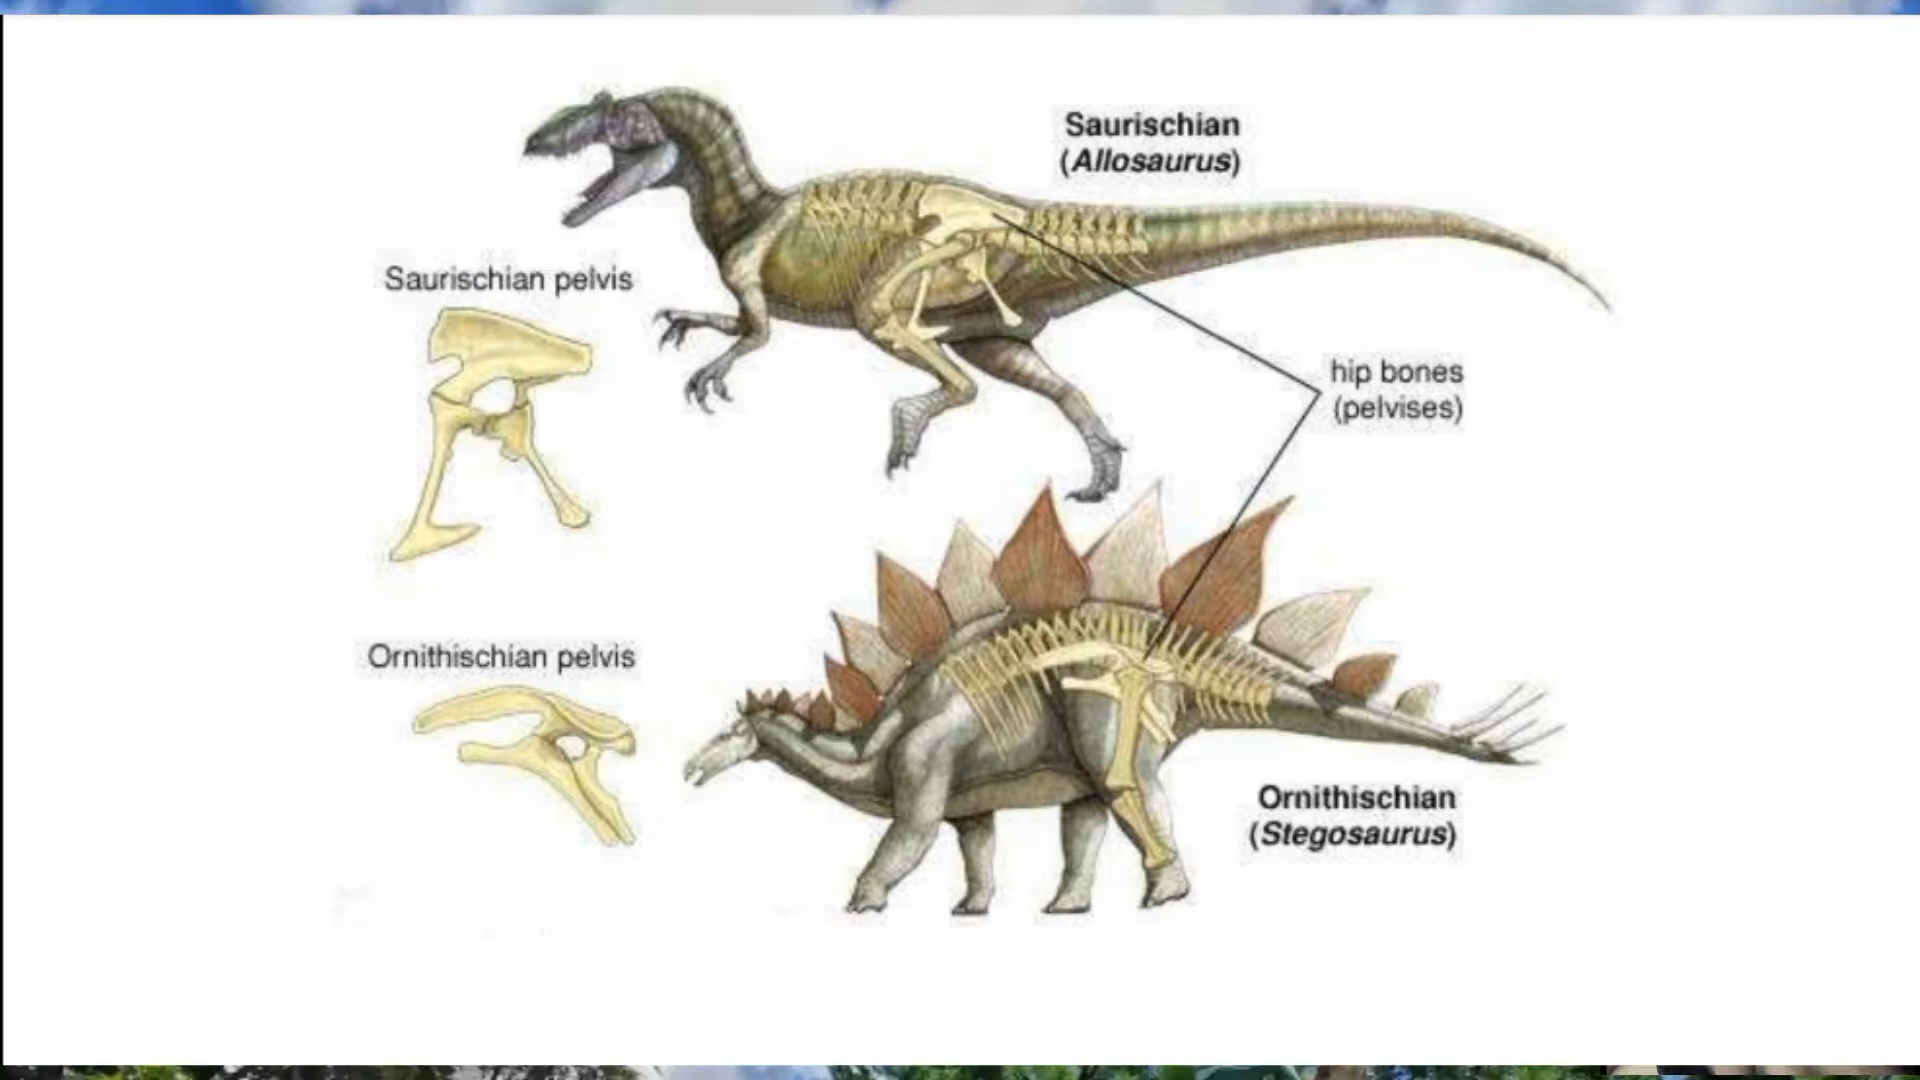 Saurischian
(Allosaurus)
Saurischian pelvis
hip bones
(pelvises)
Ornithischian pelvis
Ornithischian
(Stegosaurus)